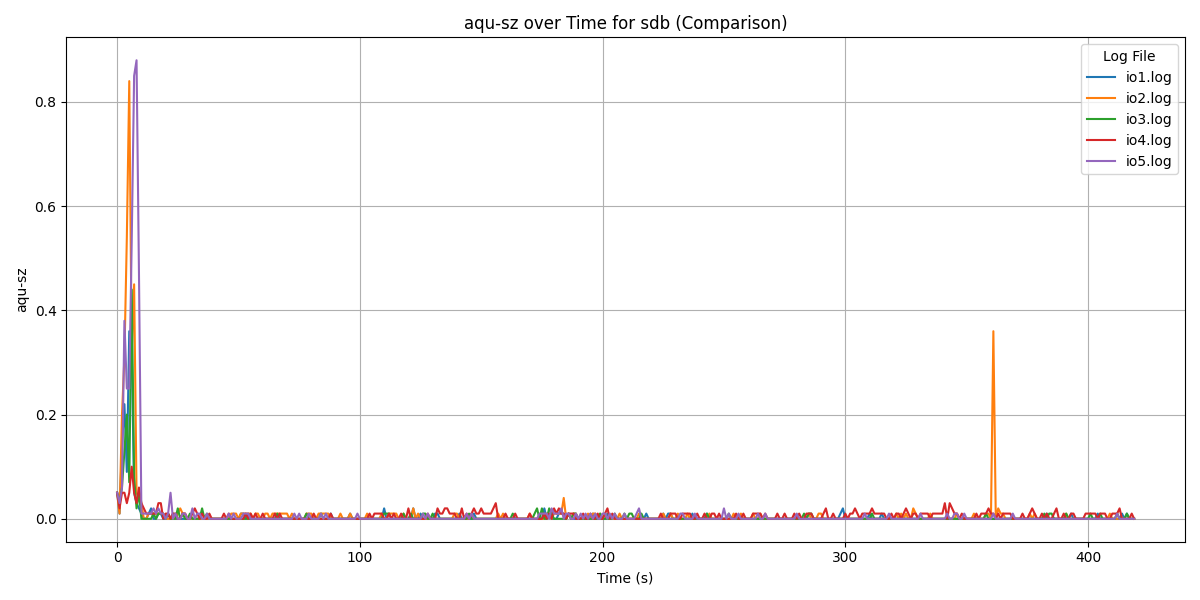 aqu-sz over Time for sdb (Comparison)
Log File
io1.log
io2.log
io3.log
io4.log
io5.log
aqu-sz
0.8
0.6
0.4
0.2
0.0
0
100
200
300
400
Time (s)